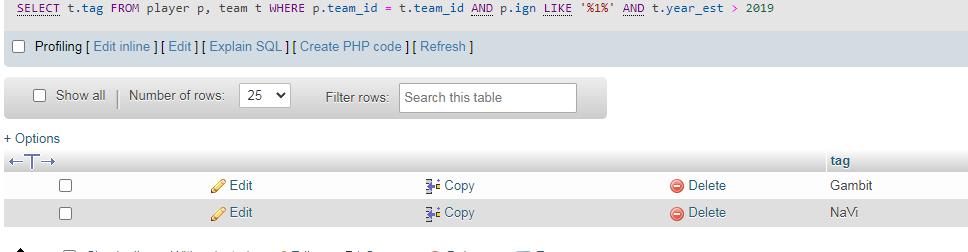 SELECT t.tag FROM player p, team t WHERE p.team_id = t.team_id AND p.ign LIKE '%1%' AND t.year_est > 2019
Profiling [ Edit inline ] [ Edit ] [ Explain SQL ] [ Create PHP code ] [ Refresh ]
Show all | Number of rows: 25 Filter rows: Search this table
+ Options
←T→ tag
Edit Copy Delete Gambit
Edit Copy Delete NaVi